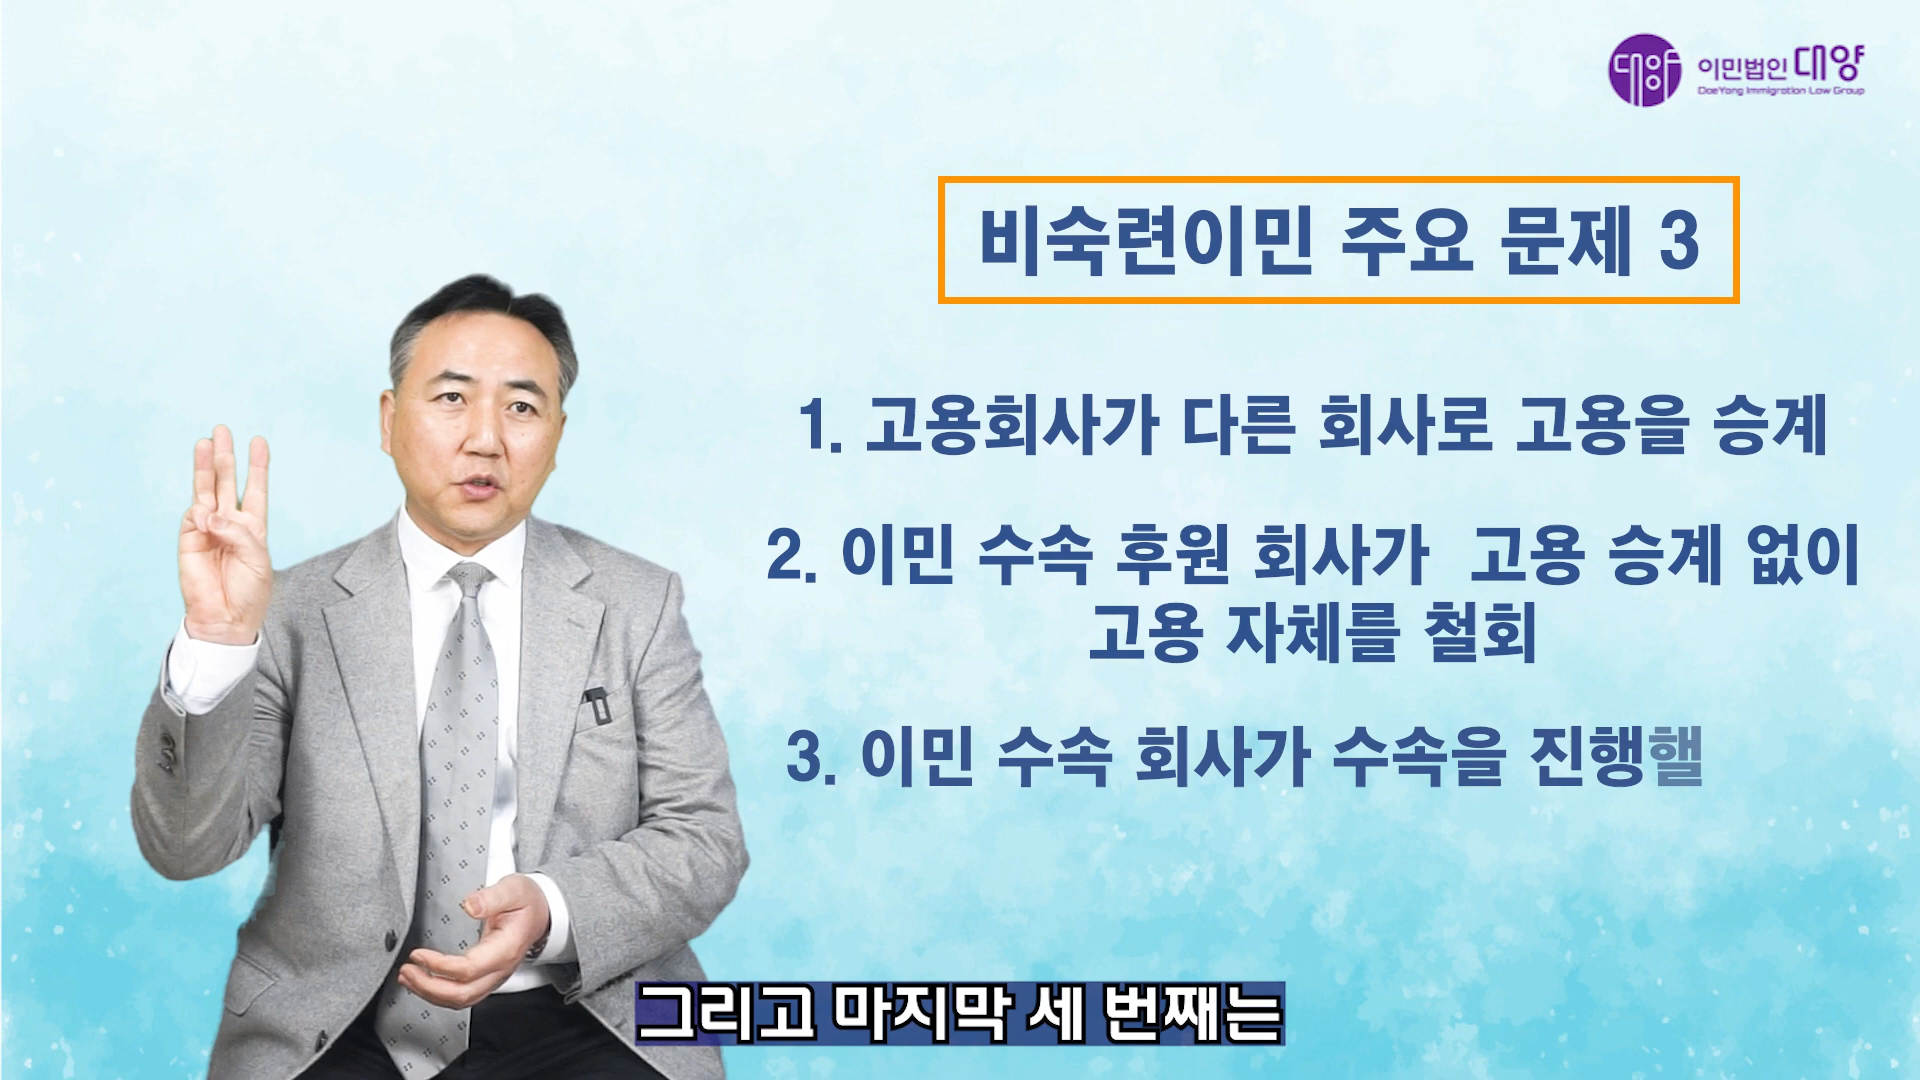 대양
이민법인 대양
DaeYang Immigration Law Group
비숙련이민 주요 문제 3
1. 고용회사가 다른 회사로 고용을 승계
2. 이민 수속 후원 회사가 고용 승계 없이
고용 자체를 철회
3. 이민 수속 회사가 수속을 진행핼
그리고 마지막 세 번째는